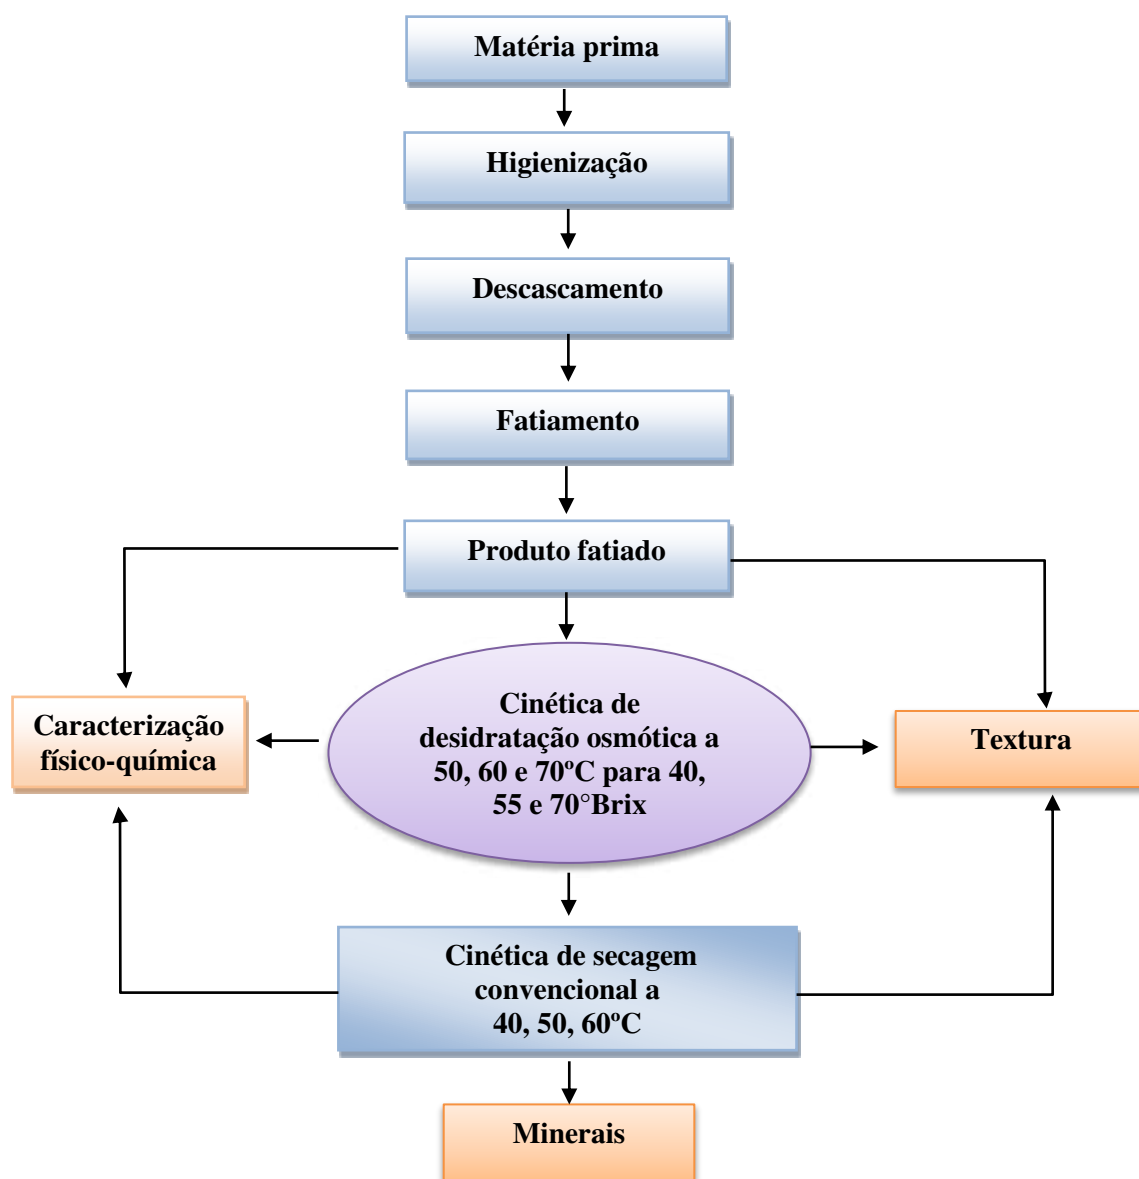 Matéria prima
Higienização
Descascamento
Fatiamento
Produto fatiado
Cinética de
desidratação osmótica a
50, 60 e 70ºC para 40,
55 e 70°Brix
Caracterização
físico-química
Textura
Cinética de secagem
convencional a
40, 50, 60ºC
Minerais